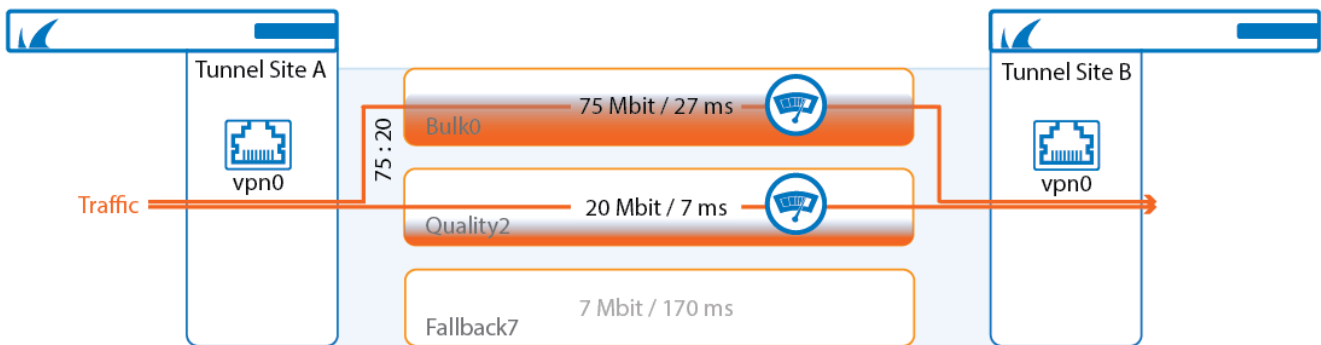 Tunnel Site A
Tunnel Site B
75 Mbit / 27 ms
Bulk0
75 : 20
vpn0
vpn0
Traffic
20 Mbit / 7 ms
Quality2
7 Mbit / 170 ms
Fallback7